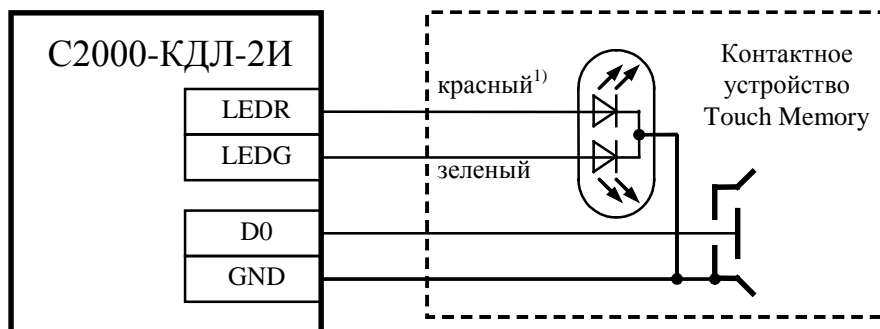 С2000-КДЛ-2И
Контактное
устройство
Touch Memory
красный¹⁾
LEDR
LEDG
зеленый
D0
GND